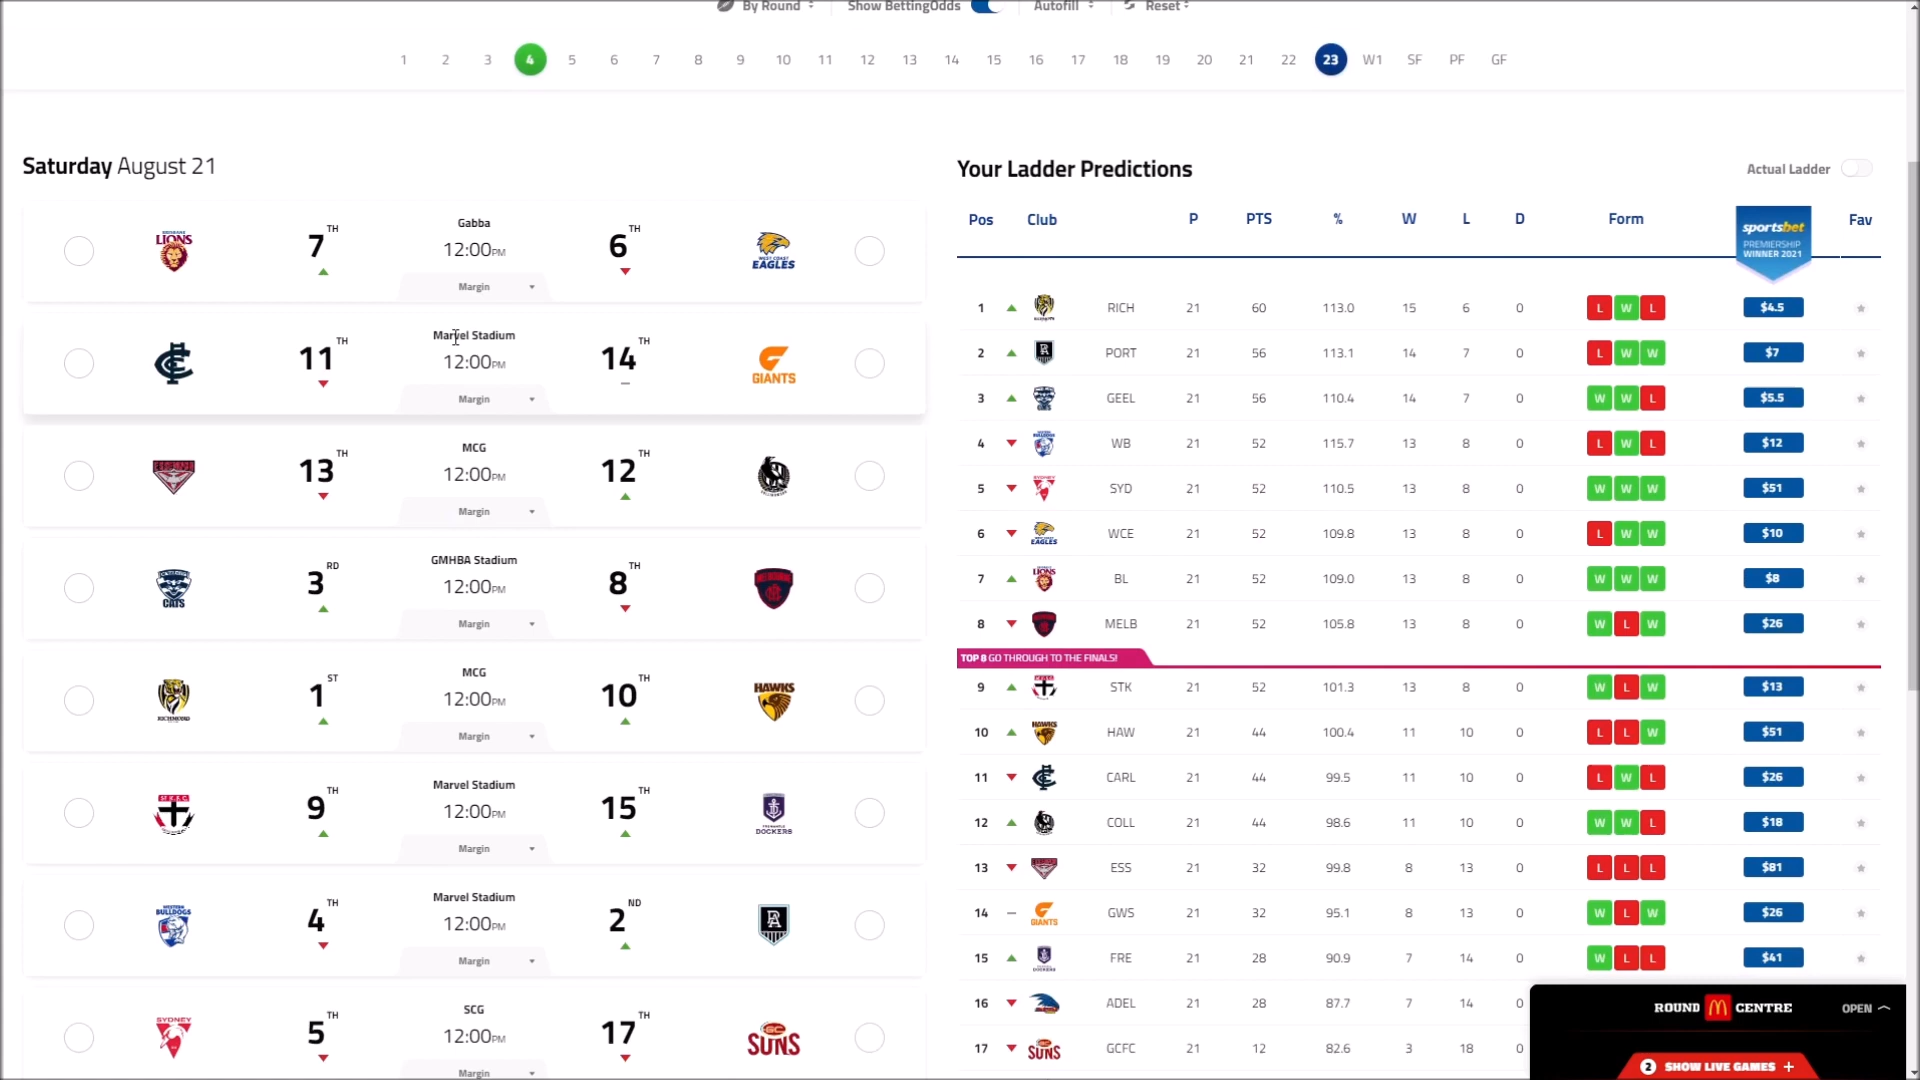 By Round Show BettingOdds Autofill Reset
1 2 3 4 5 6 7 8 9 10 11 12 13 14 15 16 17 18 19 20 21 22 23 W1 SF PF GF
Saturday August 21
BRISBANE LIONS 7TH Gabba 12:00PM Margin 6TH WEST COAST EAGLES
11TH Marvel Stadium 12:00PM Margin 14TH GIANTS
ESSENDON 13TH MCG 12:00PM Margin 12TH COLLINGWOOD
CATS 3RD GMHBA Stadium 12:00PM Margin 8TH MELBOURNE
RICHMOND 1ST MCG 12:00PM Margin 10TH HAWKS
ST.K.F.C. 9TH Marvel Stadium 12:00PM Margin 15TH FREMANTLE DOCKERS
WESTERN BULLDOGS 4TH Marvel Stadium 12:00PM Margin 2ND PA
SYDNEY 5TH SCG 12:00PM Margin 17TH GC SUNS
Your Ladder Predictions Actual Ladder
Pos Club P PTS % W L D Form sportsbet PREMIERSHIP WINNER 2021 Fav
1 RICH 21 60 113.0 15 6 0 L W L $4.5
2 PORT 21 56 113.1 14 7 0 L W W $7
3 GEEL 21 56 110.4 14 7 0 W W L $5.5
4 WB 21 52 115.7 13 8 0 L W L $12
5 SYD 21 52 110.5 13 8 0 W W W $51
6 WCE 21 52 109.8 13 8 0 L W W $10
7 BL 21 52 109.0 13 8 0 W W W $8
8 MELB 21 52 105.8 13 8 0 W L W $26
TOP 8 GO THROUGH TO THE FINALS!
9 STK 21 52 101.3 13 8 0 W L W $13
10 HAW 21 44 100.4 11 10 0 L L W $51
11 CARL 21 44 99.5 11 10 0 L W L $26
12 COLL 21 44 98.6 11 10 0 W W L $18
13 ESS 21 32 99.8 8 13 0 L L L $81
14 GWS 21 32 95.1 8 13 0 W L W $26
15 FRE 21 28 90.9 7 14 0 W L L $41
16 ADEL 21 28 87.7 7 14 0
17 GCFC 21 12 82.6 3 18 0
ROUND M CENTRE OPEN
2 SHOW LIVE GAMES +